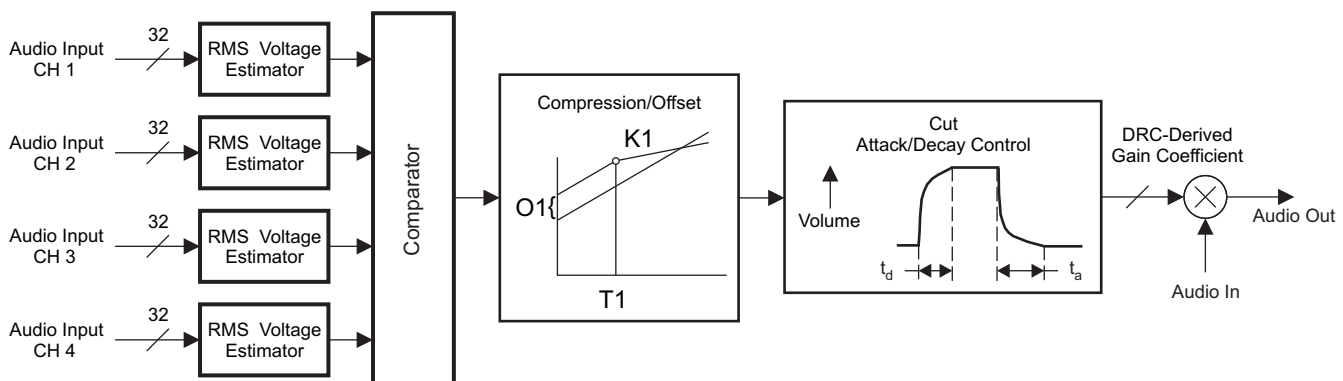 Audio Input
CH 1
32
RMS Voltage
Estimator
Audio Input
CH 2
32
RMS Voltage
Estimator
Audio Input
CH 3
32
RMS Voltage
Estimator
Audio Input
CH 4
32
RMS Voltage
Estimator
Comparator
Compression/Offset
K1
O1{
T1
Cut
Attack/Decay Control
Volume
td
ta
DRC-Derived
Gain Coefficient
Audio Out
Audio In